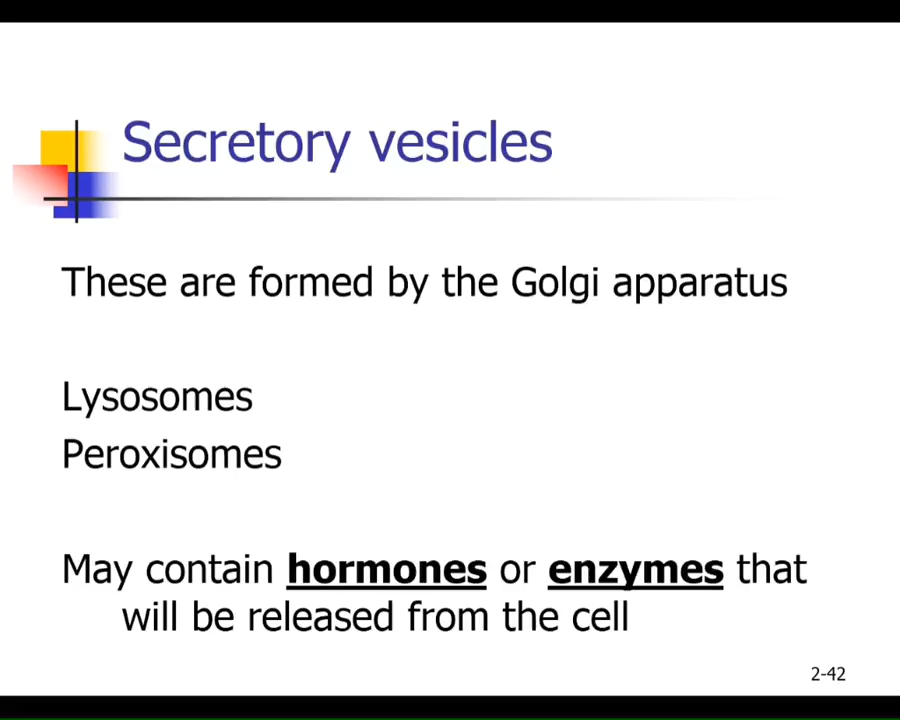 Secretory vesicles
These are formed by the Golgi apparatus
Lysosomes
Peroxisomes
May contain hormones or enzymes that
will be released from the cell
2-42